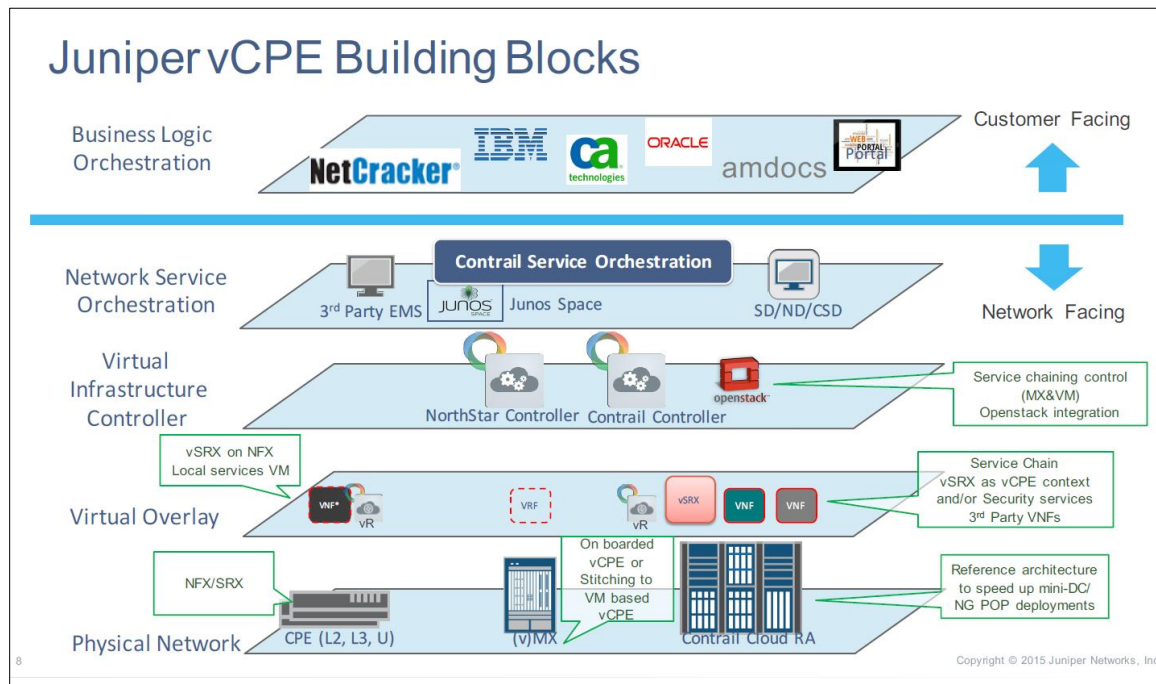 Juniper vCPE Building Blocks
Business Logic
Orchestration
NetCracker®
IBM
ca
technologies
ORACLE
amdocs
WEB
PORTAL
Portal
Customer Facing
Network Service
Orchestration
Contrail Service Orchestration
3rd Party EMS
JUNOS
SPACE
Junos Space
SD/ND/CSD
Network Facing
Virtual
Infrastructure
Controller
NorthStar Controller
Contrail Controller
openstack™
Service chaining control
(MX&VM)
Openstack integration
vSRX on NFX
Local services VM
Virtual Overlay
VNF*
vR
VRF
vR
vSRX
VNF
VNF
Service Chain
vSRX as vCPE context
and/or Security services
3rd Party VNFs
Physical Network
NFX/SRX
CPE (L2, L3, U)
(v)MX
On boarded
vCPE or
Stitching to
VM based
vCPE
Contrail Cloud RA
Reference architecture
to speed up mini-DC/
NG POP deployments
8
Copyright © 2015 Juniper Networks, Inc